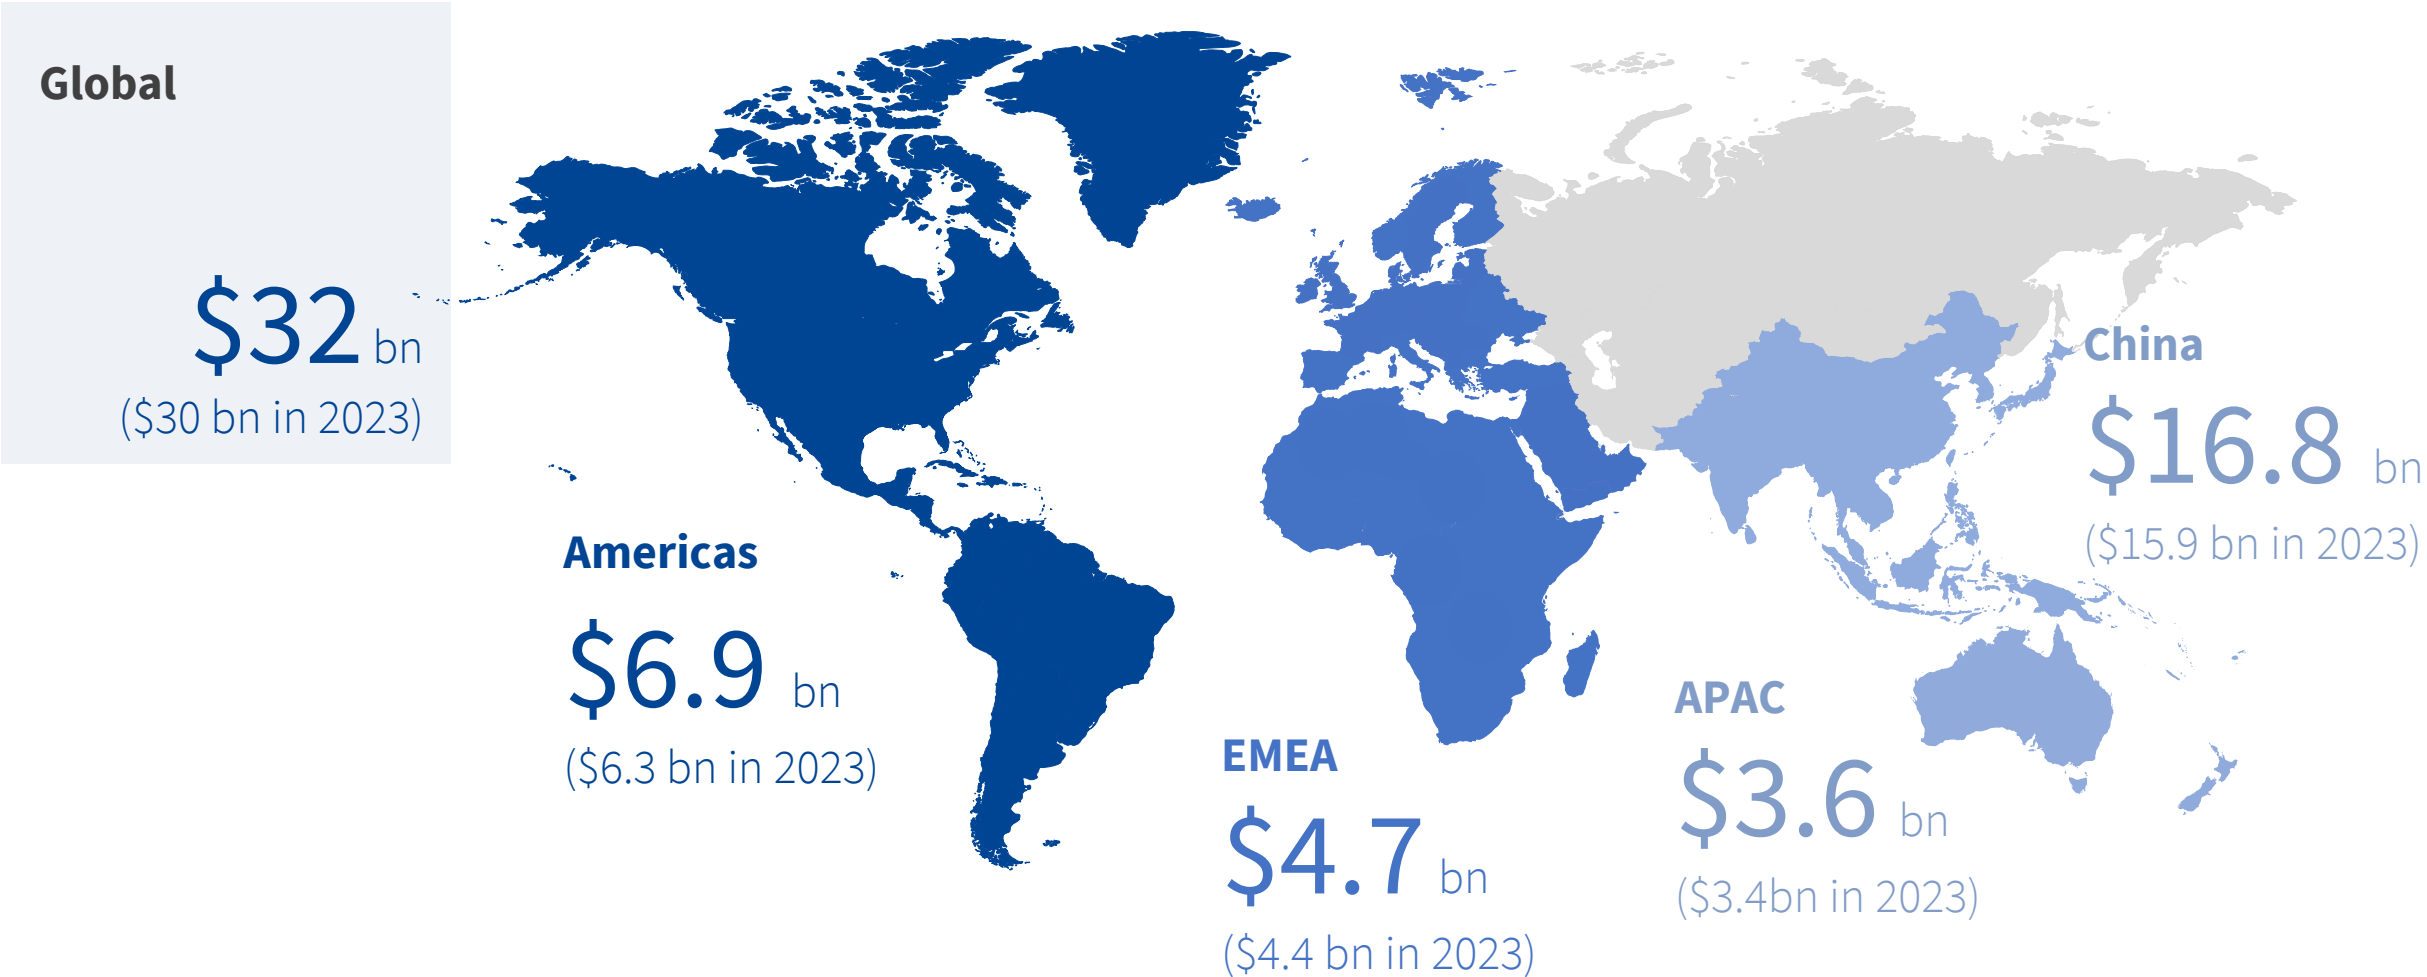 Global
$32 bn
($30 bn in 2023)
Americas
$6.9 bn
($6.3 bn in 2023)
EMEA
$4.7 bn
($4.4 bn in 2023)
APAC
$3.6 bn
($3.4bn in 2023)
China
$16.8 bn
($15.9 bn in 2023)